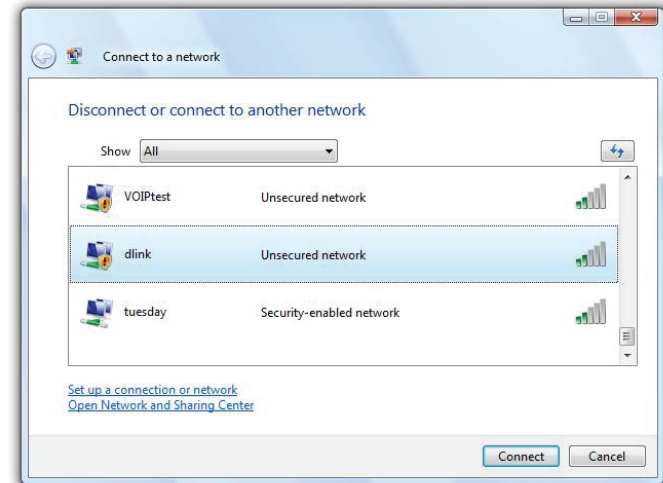 Connect to a network
Disconnect or connect to another network
Show All
VOIPtest Unsecured network
dlink Unsecured network
tuesday Security-enabled network
Set up a connection or network
Open Network and Sharing Center
Connect Cancel